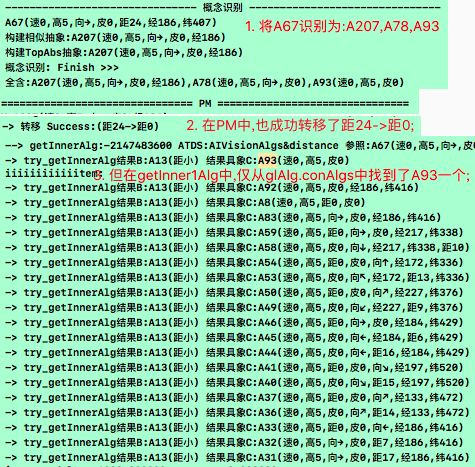 ------------------------------ 概念识别 ------------------------------
A67(速0,高5,向→,皮0,距24,经186,纬407)
构建相似抽象:A207(速0,高5,向→,皮0,经186)
构建TopAbs抽象:A207(速0,高5,向→,皮0,经186)
概念识别: Finish >>>
全含:A207(速0,高5,向→,皮0,经186),A78(速0,高5,向→,皮0),A93(速0,高5,皮0)
1. 将A67识别为:A207,A78,A93
============================== PM ==============================
-> 转移 Success:(距24->距0)
2. 在PM中,也成功转移了距24->距0;
--> getInnerAlg:-2147483600 ATDS:AIVisionAlgs&distance 参照:A67(速0,高5,向→,皮
-> try_getInnerAlg结果B:A13(距小) 结果具象C:A93(速0,高5,皮0)
iiiiiiiiiiiitem
3. 但在getInner1Alg中,仅从glAlg.conAlgs中找到了A93一个;
-> try_getInnerAlg结果B:A13(距小) 结果具象C:A92(速0,高5,皮0,经186,纬416)
-> try_getInnerAlg结果B:A13(距小) 结果具象C:A8(速0,高5,距0,皮0)
-> try_getInnerAlg结果B:A13(距小) 结果具象C:A83(速0,高5,向→,皮0,经186,纬416)
-> try_getInnerAlg结果B:A13(距小) 结果具象C:A59(速0,高5,距0,向→,皮0,经217,纬338)
-> try_getInnerAlg结果B:A13(距小) 结果具象C:A58(速0,高5,皮0,向↓,经217,纬338,距10)
-> try_getInnerAlg结果B:A13(距小) 结果具象C:A54(速0,高5,距0,皮0,向↑,经172,纬336)
-> try_getInnerAlg结果B:A13(距小) 结果具象C:A53(速0,高5,皮0,向↖,经172,距13,纬336)
-> try_getInnerAlg结果B:A13(距小) 结果具象C:A50(速0,高5,距0,皮0,向↗,经227,纬376)
-> try_getInnerAlg结果B:A13(距小) 结果具象C:A49(速0,高5,皮0,向↙,经227,距9,纬376)
-> try_getInnerAlg结果B:A13(距小) 结果具象C:A46(速0,高5,距0,向→,皮0,经184,纬429)
-> try_getInnerAlg结果B:A13(距小) 结果具象C:A45(速0,高5,皮0,向←,经184,距6,纬429)
-> try_getInnerAlg结果B:A13(距小) 结果具象C:A44(速0,高5,皮0,向←,距16,经184,纬429)
-> try_getInnerAlg结果B:A13(距小) 结果具象C:A41(速0,高5,距0,皮0,向↘,经197,纬520)
-> try_getInnerAlg结果B:A13(距小) 结果具象C:A40(速0,高5,皮0,向↘,距15,经197,纬520)
-> try_getInnerAlg结果B:A13(距小) 结果具象C:A37(速0,高5,距0,皮0,向↗,经133,纬472)
-> try_getInnerAlg结果B:A13(距小) 结果具象C:A36(速0,高5,皮0,向↗,距14,经133,纬472)
-> try_getInnerAlg结果B:A13(距小) 结果具象C:A33(速0,高5,距0,皮0,向←,经186,纬416)
-> try_getInnerAlg结果B:A13(距小) 结果具象C:A32(速0,高5,向→,皮0,距7,经186,纬416)
-> try_getInnerAlg结果B:A13(距小) 结果具象C:A31(速0,高5,向→,皮0,距17,经186,纬416)